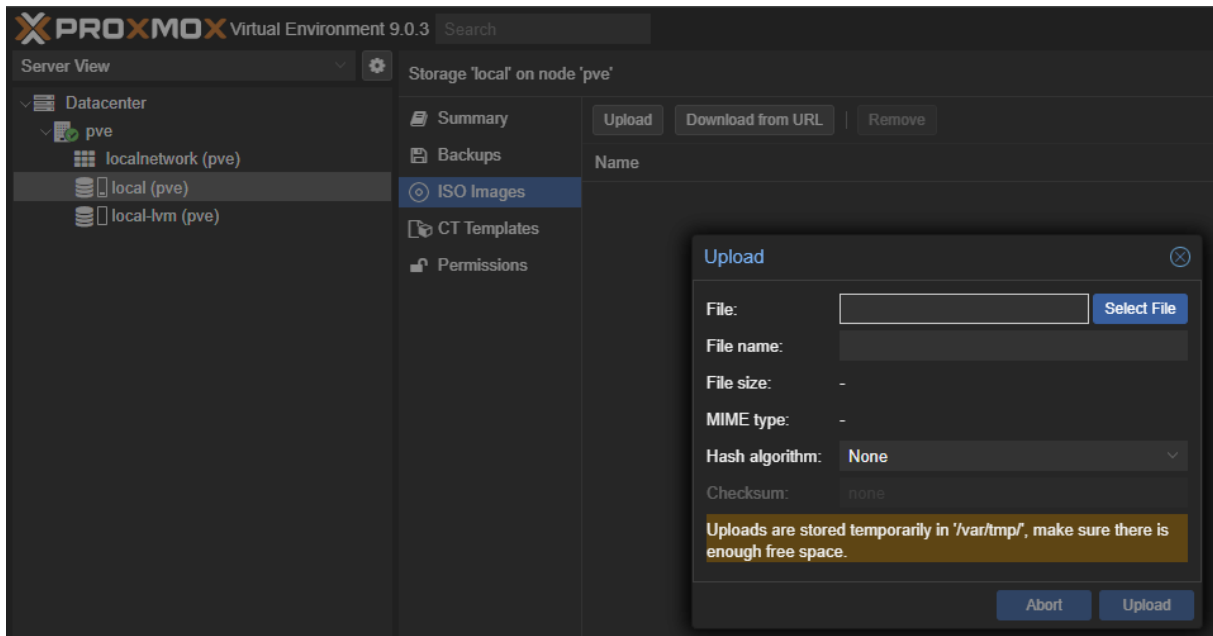 PROXMOX Virtual Environment 9.0.3 Search
Server View
Storage 'local' on node 'pve'
Datacenter
pve
localnetwork (pve)
local (pve)
local-lvm (pve)
Summary
Backups
ISO Images
CT Templates
Permissions
Upload Download from URL Remove
Name
Upload
File: Select File
File name:
File size: -
MIME type: -
Hash algorithm: None
Checksum: none
Uploads are stored temporarily in '/var/tmp/', make sure there is
enough free space.
Abort Upload